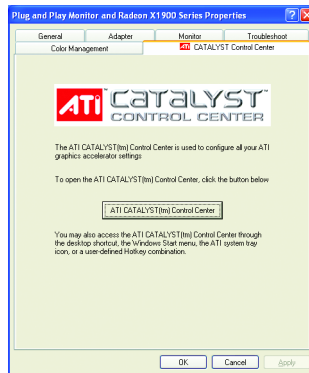 Plug and Play Monitor and Radeon X1900 Series Properties
General Adapter Monitor Troubleshoot
Color Management ATI CATALYST Control Center
ATI CATALYST™
CONTROL CENTER
The ATI CATALYST(tm) Control Center is used to configure all your ATI
graphics accelerator settings
To open the ATI CATALYST(tm) Control Center, click the button below
ATI CATALYST(tm) Control Center
You may also access the ATI CATALYST(tm) Control Center through
the desktop shortcut, the Windows Start menu, the ATI system tray
icon, or a user-defined Hotkey combination.
OK Cancel Apply